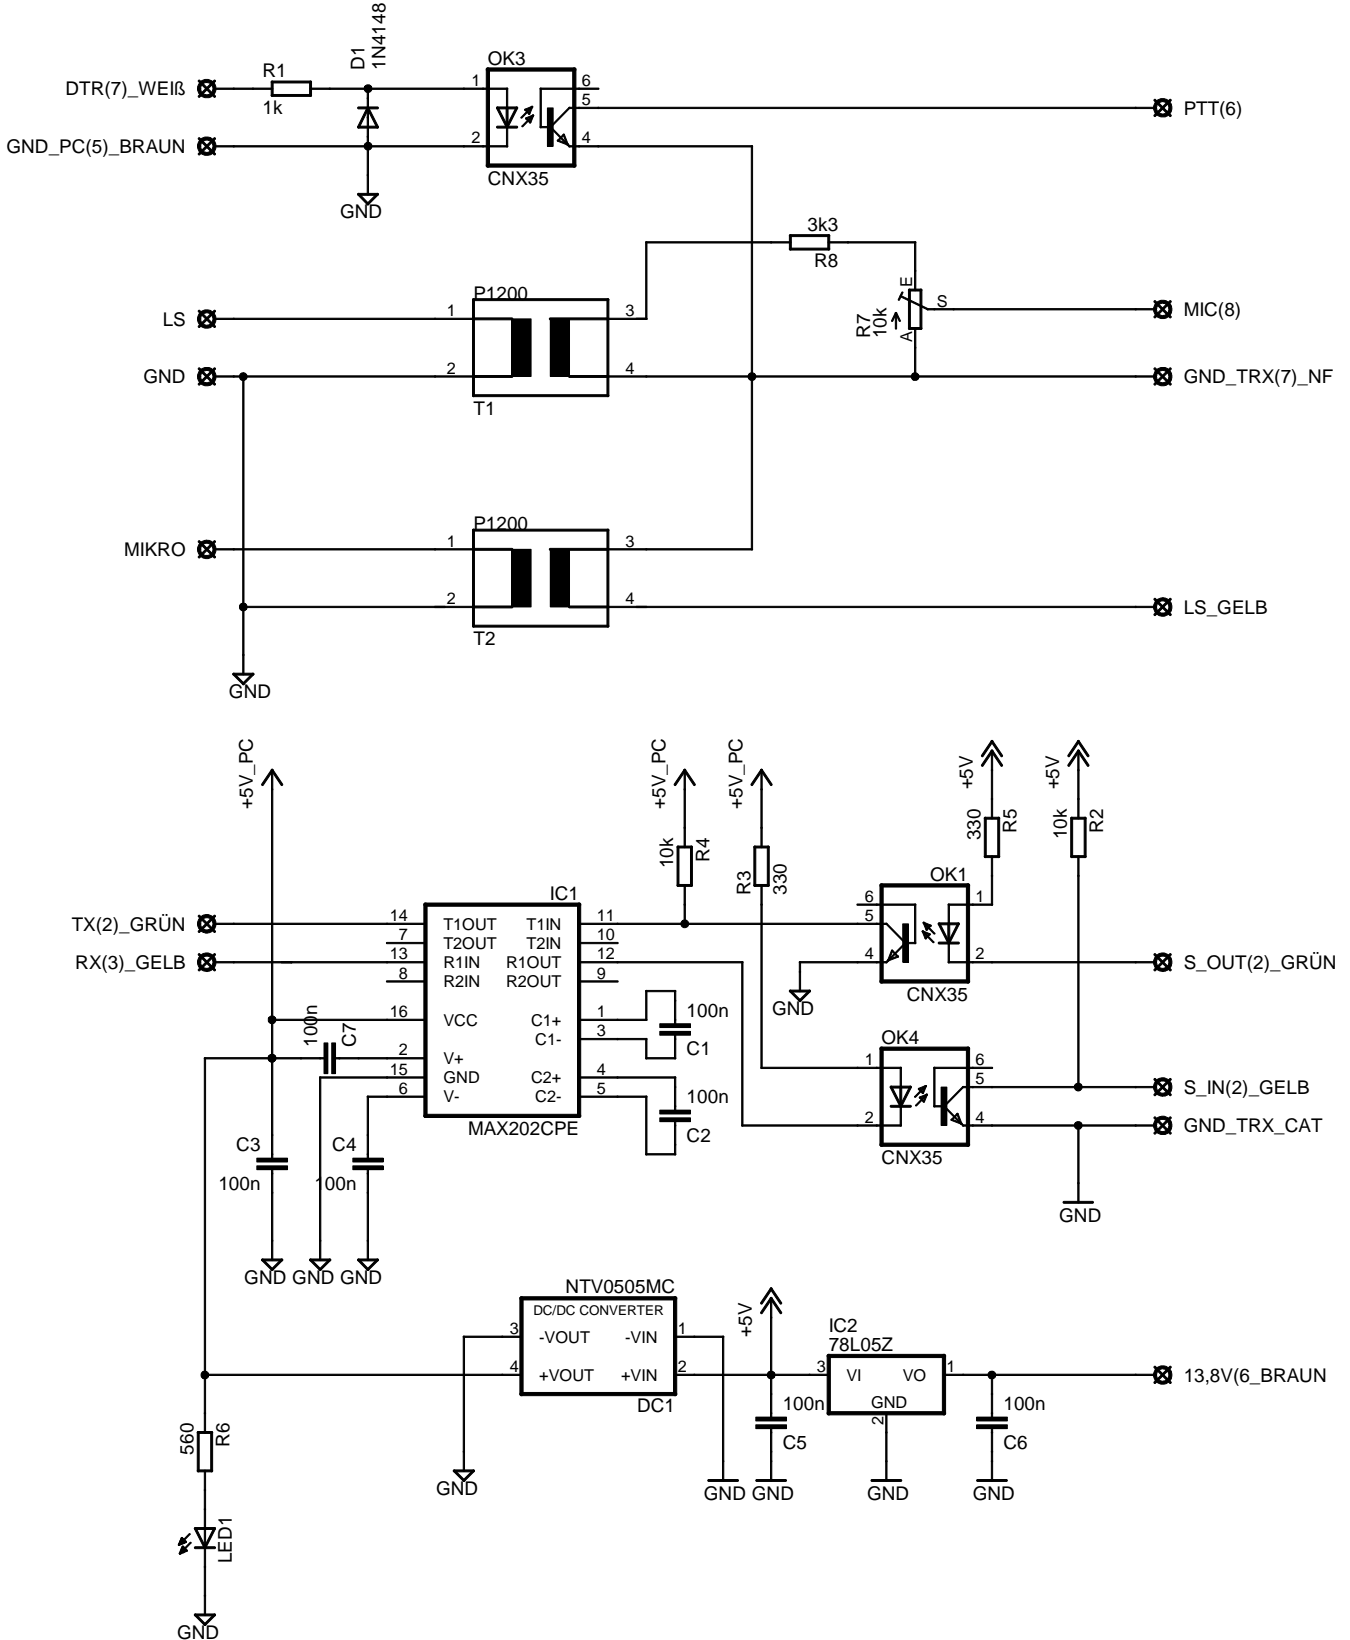 D1
1N4148
DTR(7)_WEIß
R1
1k
OK3
1
2
6
5
4
CNX35
PTT(6)
GND_PC(5)_BRAUN
GND
3k3
R8
P1200
LS
1
3
E
R7
10k
S
A
MIC(8)
GND
2
4
T1
GND_TRX(7)_NF
P1200
MIKRO
1
3
2
4
T2
LS_GELB
GND
+5V_PC
+5V_PC
+5V_PC
+5V
+5V
10k
R4
R3
330
330
R5
10k
R2
IC1
OK1
TX(2)_GRÜN
14
T1OUT
T1IN
11
7
T2OUT
T2IN
10
RX(3)_GELB
13
R1IN
R1OUT
12
8
R2IN
R2OUT
9
16
VCC
C1+
1
C1-
3
2
V+
15
GND
C2+
4
6
V-
C2-
5
MAX202CPE
6
5
4
1
2
CNX35
GND
S_OUT(2)_GRÜN
100n
C7
100n
C1
100n
C2
OK4
1
2
6
5
4
CNX35
S_IN(2)_GELB
GND_TRX_CAT
GND
C3
100n
C4
100n
GND
GND
GND
NTV0505MC
DC/DC CONVERTER
3
-VOUT
-VIN
1
4
+VOUT
+VIN
2
DC1
+5V
IC2
78L05Z
3
VI
VO
1
GND
2
13,8V(6_BRAUN
100n
C5
100n
C6
GND
GND
GND
GND
GND
560
R6
LED1
GND